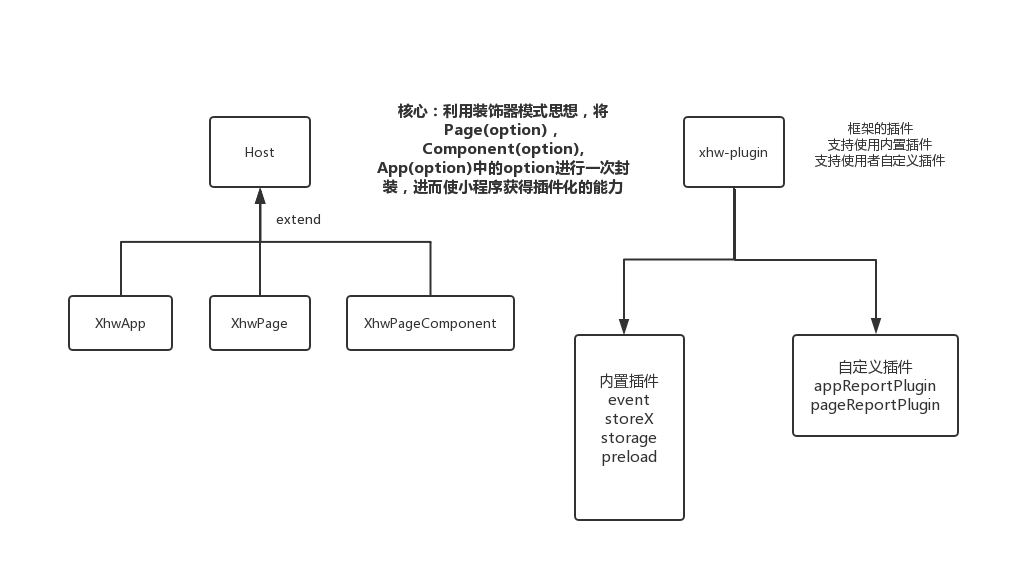 核心：利用装饰器模式思想，将
Page(option)，
Component(option),
App(option)中的option进行一次封
装，进而使小程序获得插件化的能力
Host
extend
XhwApp
XhwPage
XhwPageComponent
xhw-plugin
框架的插件
支持使用内置插件
支持使用者自定义插件
内置插件
event
storeX
storage
preload
自定义插件
appReportPlugin
pageReportPlugin